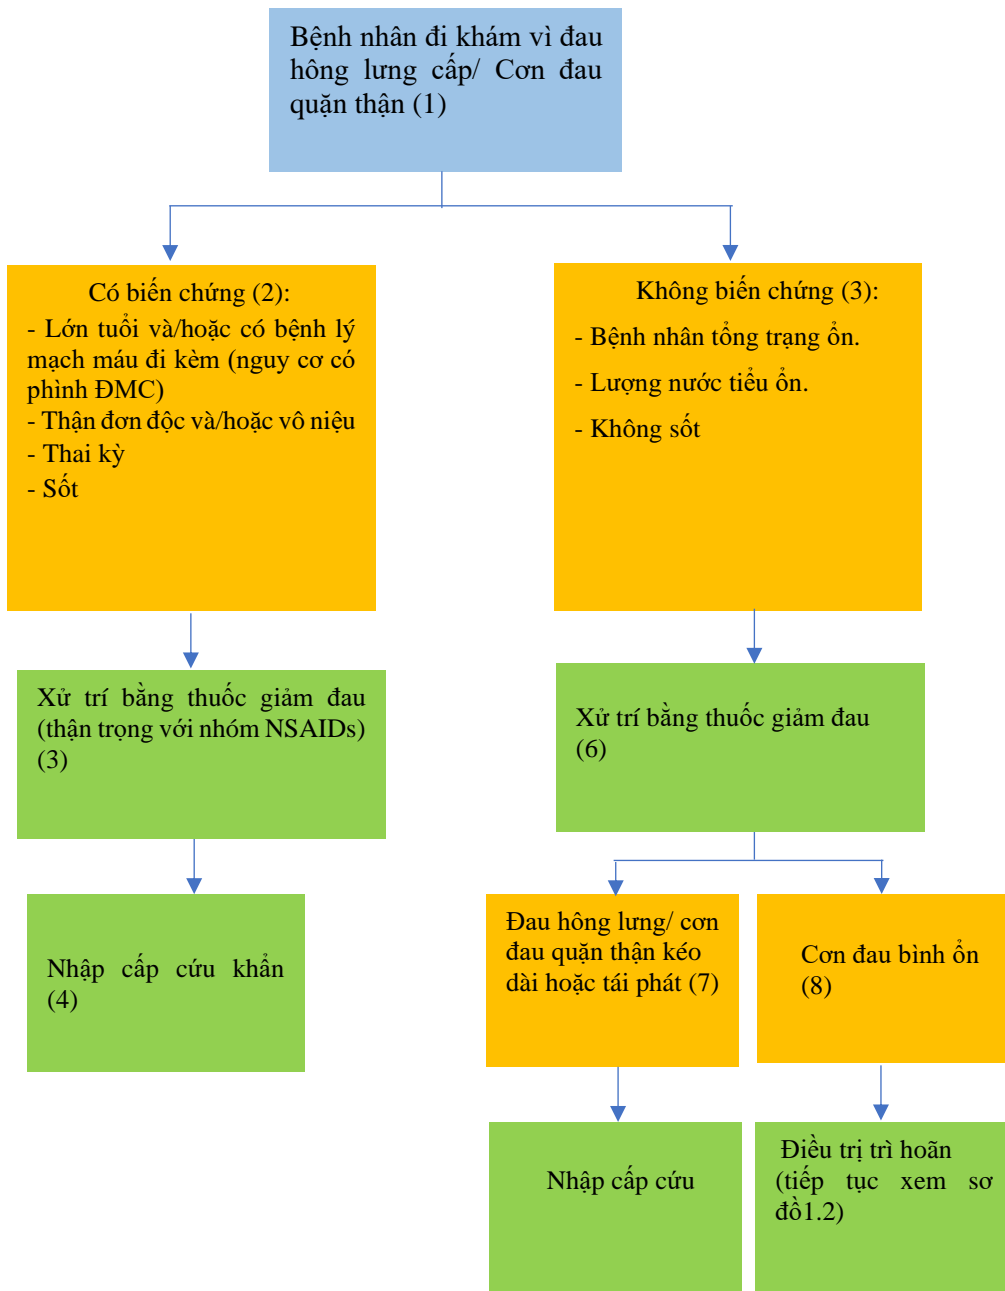 Bệnh nhân đi khám vì đau
hông lưng cấp/ Cơn đau
quặn thận (1)
Có biến chứng (2):
- Lớn tuổi và/hoặc có bệnh lý
mạch máu đi kèm (nguy cơ có
phình ĐMC)
- Thận đơn độc và/hoặc vô niệu
- Thai kỳ
- Sốt
Không biến chứng (3):
- Bệnh nhân tổng trạng ổn.
- Lượng nước tiểu ổn.
- Không sốt
Xử trí bằng thuốc giảm đau
(thận trọng với nhóm NSAIDs)
(3)
Xử trí bằng thuốc giảm đau
(6)
Nhập cấp cứu khẩn
(4)
Đau hông lưng/ cơn
đau quặn thận kéo
dài hoặc tái phát (7)
Cơn đau bình ổn
(8)
Nhập cấp cứu
Điều trị trì hoãn
(tiếp tục xem sơ
đồ1.2)